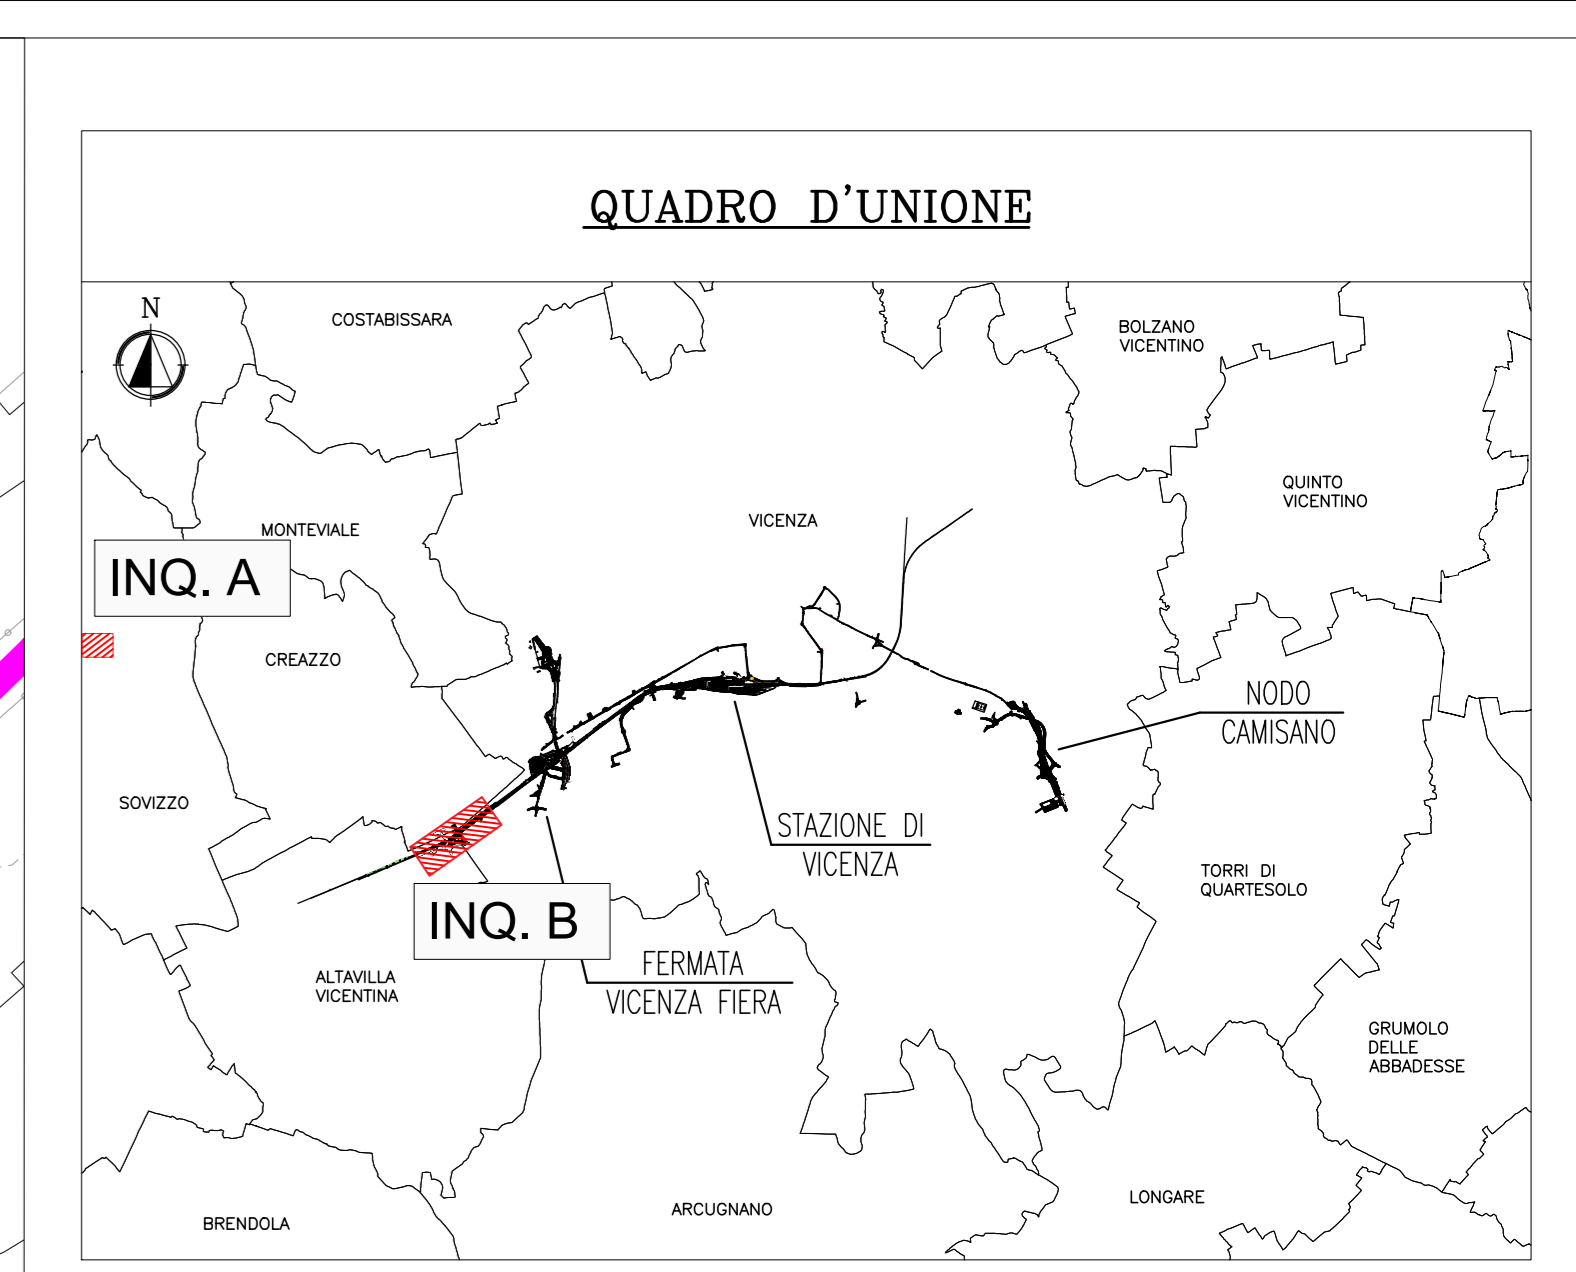 QUADRO D'UNIONE
N
COSTABISSARA
BOLZANO
VICENTINO
QUINTO
VICENTINO
VICENZA
MONTEVIALE
INQ. A
CREAZZO
NODO
CAMISANO
SOVIZZO
STAZIONE DI
VICENZA
TORRI DI
QUARTESOLO
INQ. B
FERMATA
VICENZA FIERA
ALTAVILLA
VICENTINA
GRUMOLO
DELLE
ABBADESSE
LONGARE
ARCUGNANO
BRENDOLA